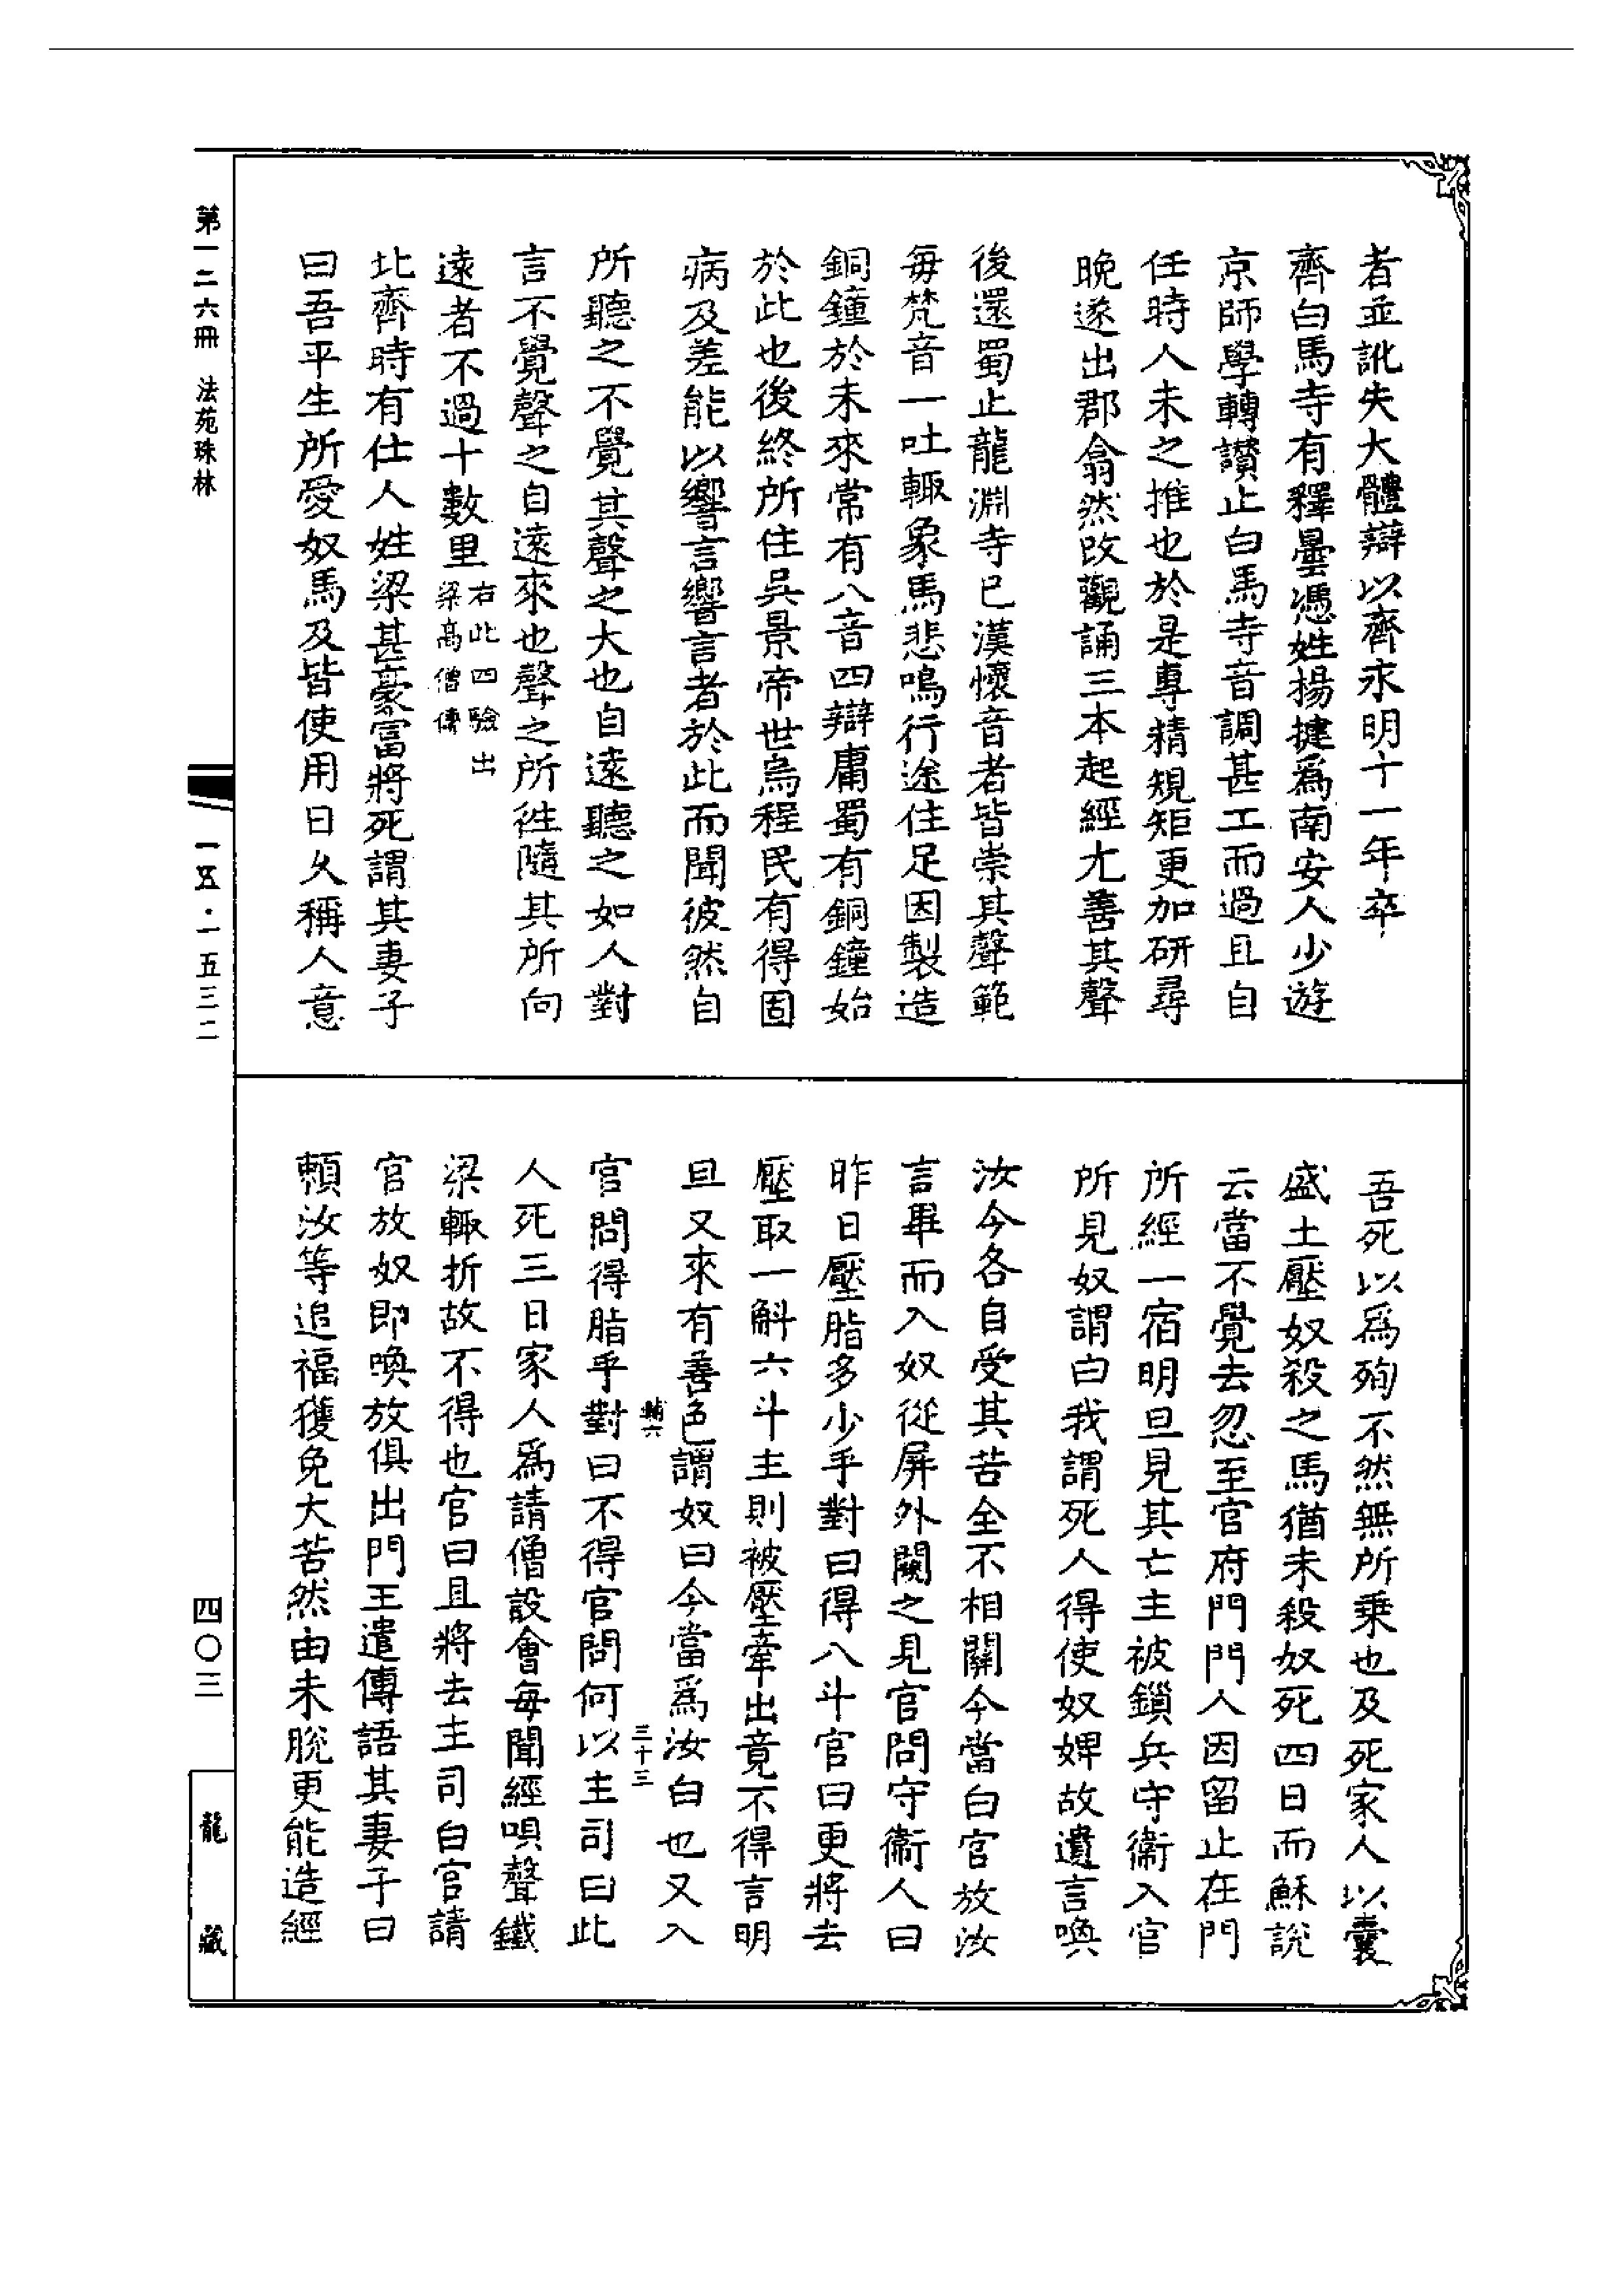 者並訛失大體辯以齊永明十一年卒
齊白馬寺有釋曇憑姓揚揵爲南安人少遊
京師學轉讃止白馬寺音調甚工而過且自
任時人未之推也於是專精規矩更加研尋
晚遂出郡翕然改觀誦三本起經尤善其聲
後還蜀止龍淵寺巳漢懷音者皆崇其聲範
每梵音一吐輙象馬悲鳴行途住足因製造
銅鐘於未來常有八音四辯庸蜀有銅鐘始
於此也後終所住吳景帝世烏程民有得固
病及差能以響言響言者於此而聞彼然自
所聽之不覺其聲之大也自遠聽之如人對
言不覺聲之自遠來也聲之所徃隨其所向
遠者不過十數里
右此四驗出
梁高僧傳
北齊時有仕人姓梁甚豪富將死謂其妻子
曰吾平生所愛奴馬及皆使用日久稱人意
吾死以爲殉不然無所乘也及死家人以囊
盛土壓奴殺之馬猶未殺奴死四日而穌說
云當不覺去忽至官府門門人因留止在門
所經一宿明旦見其亡主被鎖兵守衛入官
所見奴謂白我謂死人得使奴婢故遺言喚
汝今各自受其苦全不相關今當白官放汝
言畢而入奴從屏外闚之見官問守衛人曰
昨日壓脂多少乎對曰得八斗官曰更將去
壓取一斛六斗主則被壓牽出竟不得言明
旦又來有善色謂奴曰今當爲汝白也又入
輔六
三十三
官問得脂乎對曰不得官問何以主司曰此
人死三日家人爲請僧設會每聞經唄聲鐵
梁輙折故不得也官曰且將去主司白官請
官放奴即喚放俱出門王遣傳語其妻子曰
頼汝等追福獲免大苦然由未脫更能造經
第一二六冊 法苑珠林
一五·一五三二
四〇三
龍藏